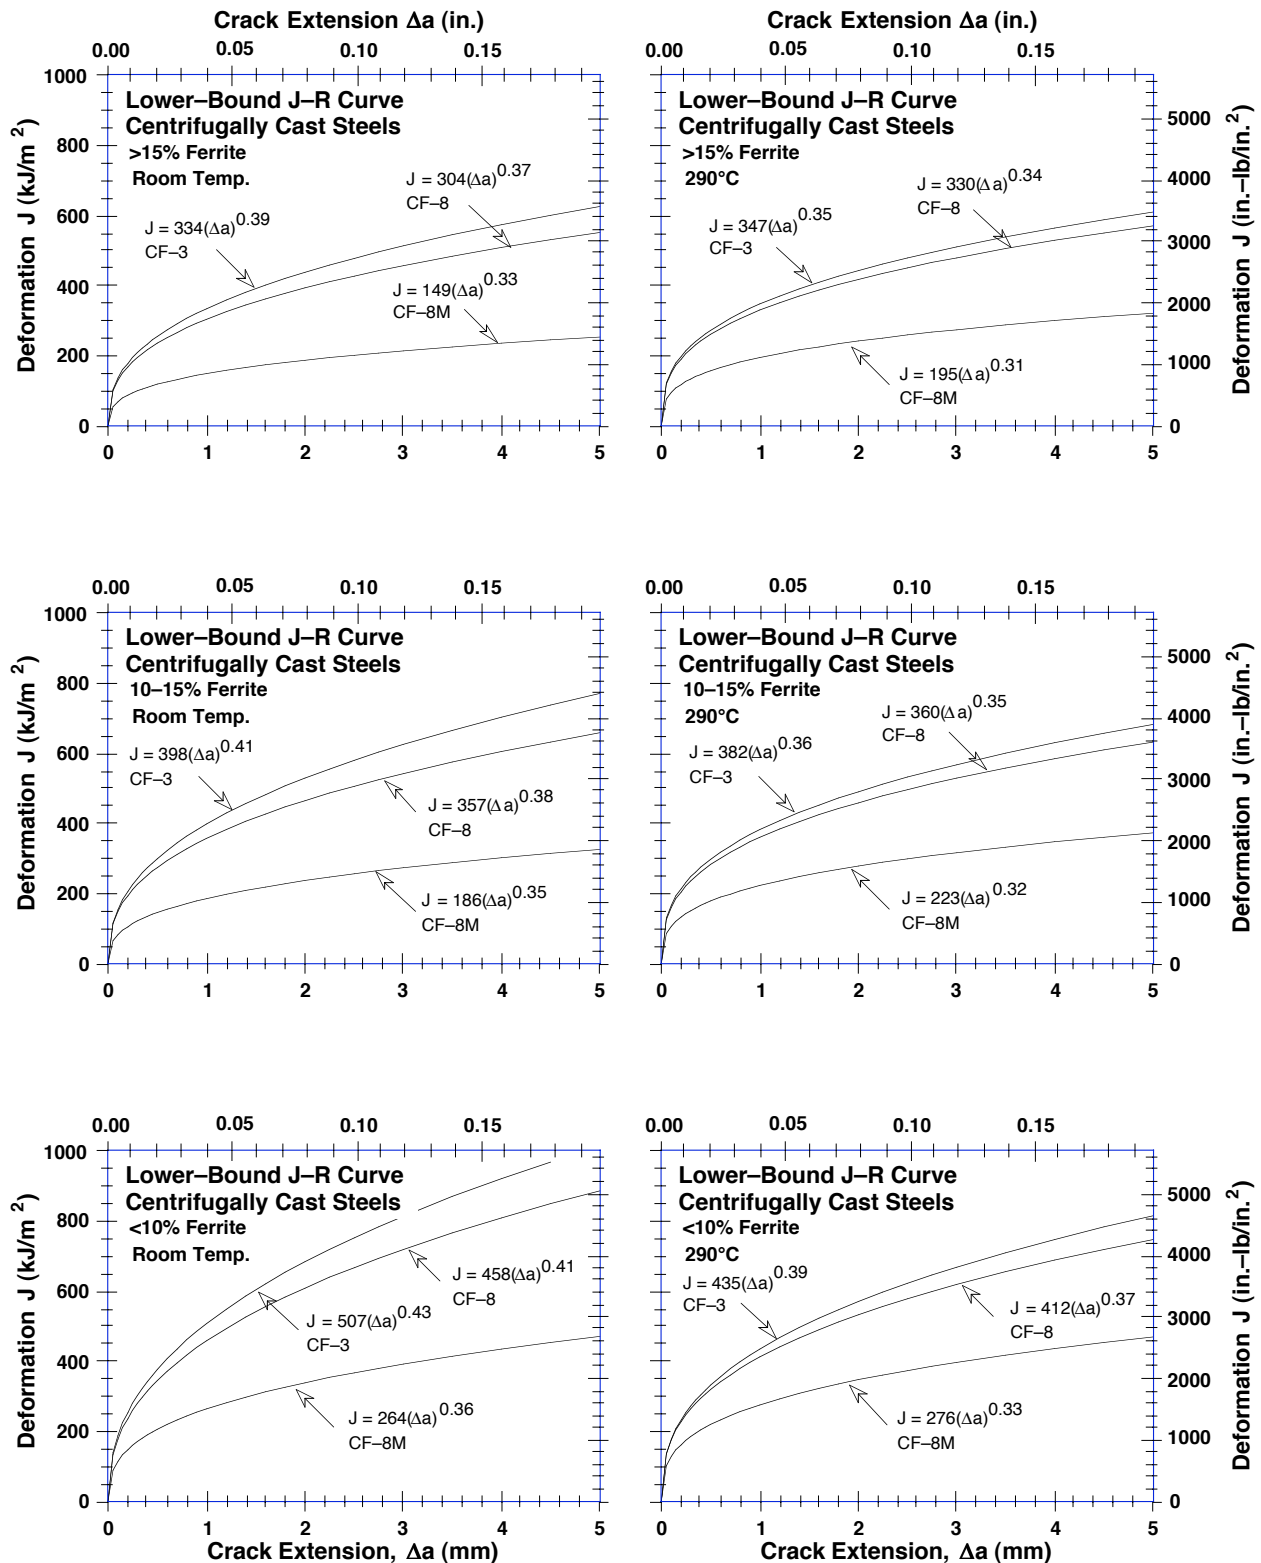 Crack Extension Δa (in.)
0.00 0.05 0.10 0.15
Deformation J (kJ/m ²)
1000
800
600
400
200
0
Lower–Bound J–R Curve
Centrifugally Cast Steels
>15% Ferrite
Room Temp.
J = 334(Δa)^0.39
CF–3
J = 304(Δa)^0.37
CF–8
J = 149(Δa)^0.33
CF–8M
0 1 2 3 4 5
Crack Extension Δa (in.)
0.00 0.05 0.10 0.15
Lower–Bound J–R Curve
Centrifugally Cast Steels
>15% Ferrite
290°C
J = 347(Δa)^0.35
CF–3
J = 330(Δa)^0.34
CF–8
J = 195(Δa)^0.31
CF–8M
5000
4000
3000
2000
1000
0
Deformation J (in.–lb/in.²)
0 1 2 3 4 5
0.00 0.05 0.10 0.15
Deformation J (kJ/m ²)
1000
800
600
400
200
0
Lower–Bound J–R Curve
Centrifugally Cast Steels
10–15% Ferrite
Room Temp.
J = 398(Δa)^0.41
CF–3
J = 357(Δa)^0.38
CF–8
J = 186(Δa)^0.35
CF–8M
0 1 2 3 4 5
0.00 0.05 0.10 0.15
Lower–Bound J–R Curve
Centrifugally Cast Steels
10–15% Ferrite
290°C
J = 360(Δa)^0.35
CF–8
J = 382(Δa)^0.36
CF–3
J = 223(Δa)^0.32
CF–8M
5000
4000
3000
2000
1000
0
Deformation J (in.–lb/in.²)
0 1 2 3 4 5
0.00 0.05 0.10 0.15
Deformation J (kJ/m ²)
1000
800
600
400
200
0
Lower–Bound J–R Curve
Centrifugally Cast Steels
<10% Ferrite
Room Temp.
J = 458(Δa)^0.41
CF–8
J = 507(Δa)^0.43
CF–3
J = 264(Δa)^0.36
CF–8M
0 1 2 3 4 5
Crack Extension, Δa (mm)
0.00 0.05 0.10 0.15
Lower–Bound J–R Curve
Centrifugally Cast Steels
<10% Ferrite
290°C
J = 435(Δa)^0.39
CF–3
J = 412(Δa)^0.37
CF–8
J = 276(Δa)^0.33
CF–8M
5000
4000
3000
2000
1000
0
Deformation J (in.–lb/in.²)
0 1 2 3 4 5
Crack Extension, Δa (mm)